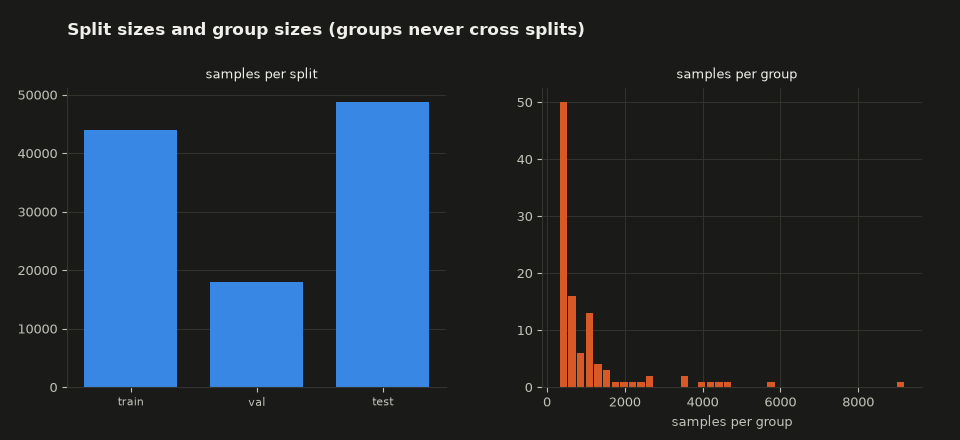 Split sizes and group sizes (groups never cross splits)
samples per split
50000
40000
30000
20000
10000
0
train val test
samples per group
50
40
30
20
10
0
0 2000 4000 6000 8000
samples per group